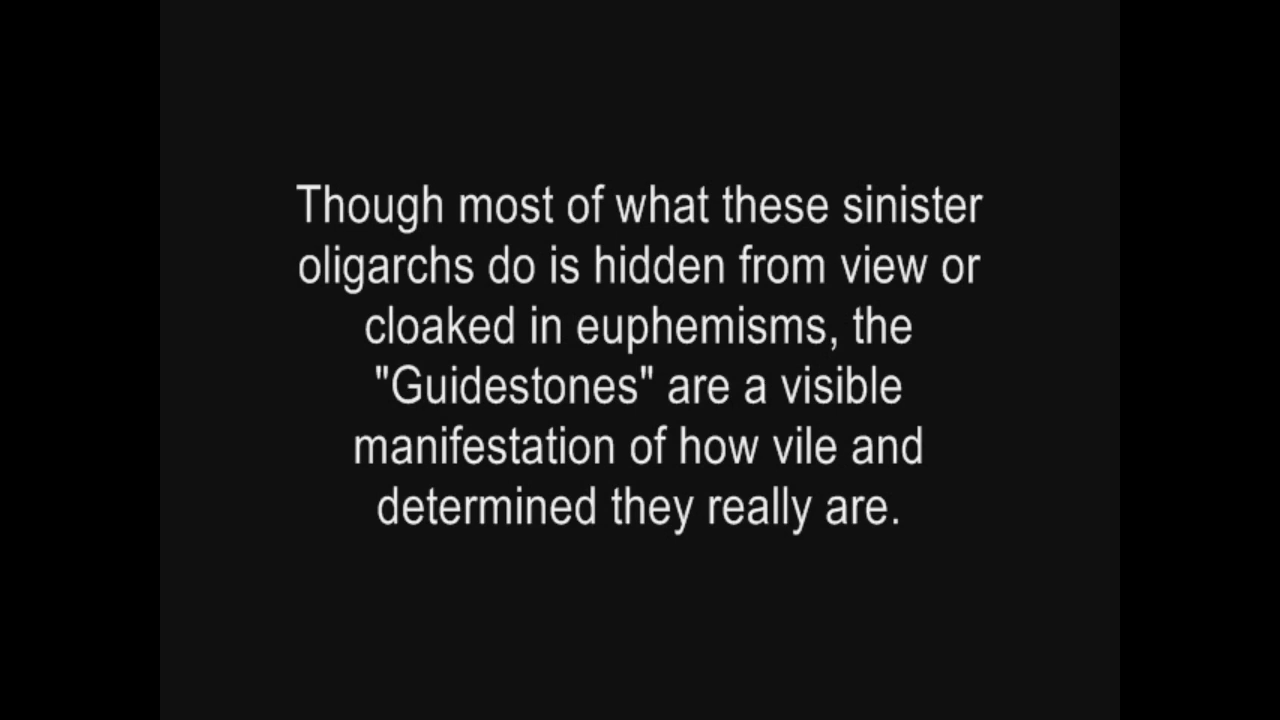 Though most of what these sinister
oligarchs do is hidden from view or
cloaked in euphemisms, the
"Guidestones" are a visible
manifestation of how vile and
determined they really are.